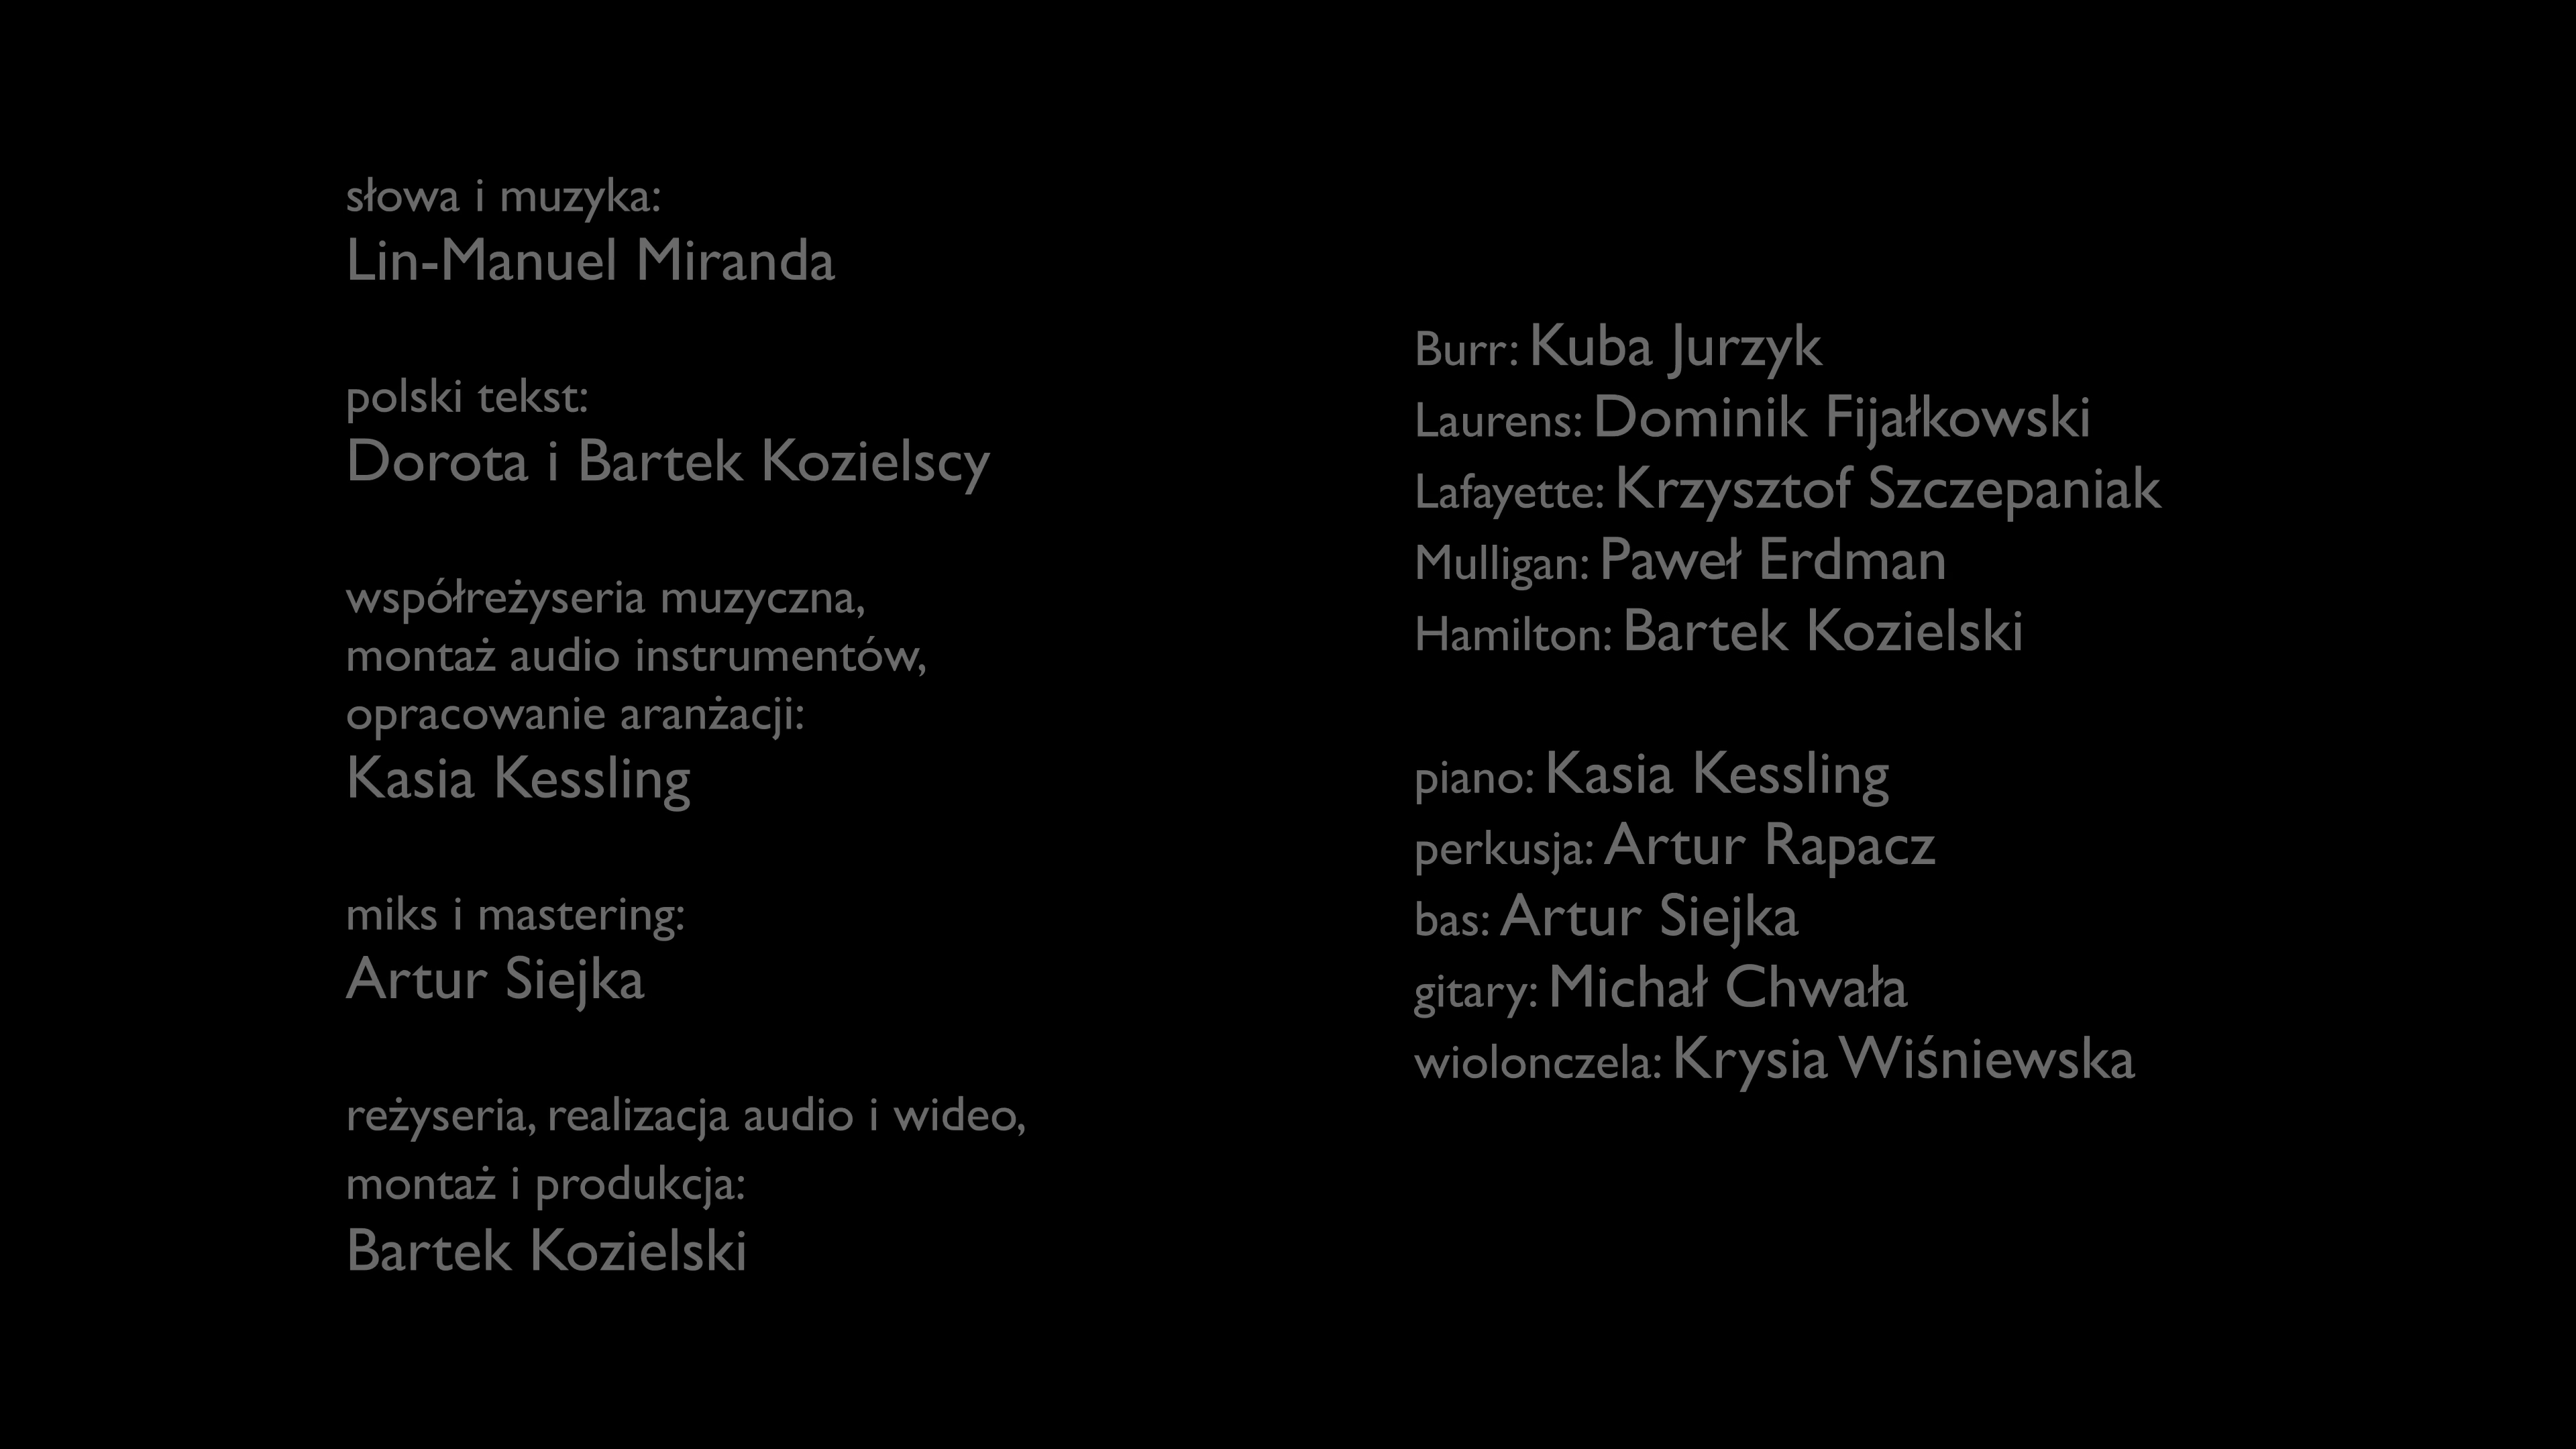 słowa i muzyka:
Lin-Manuel Miranda
polski tekst:
Dorota i Bartek Kozielscy
współreżyseria muzyczna,
montaż audio instrumentów,
opracowanie aranżacji:
Kasia Kessling
miks i mastering:
Artur Siejka
reżyseria, realizacja audio i wideo,
montaż i produkcja:
Bartek Kozielski
Burr: Kuba Jurzyk
Laurens: Dominik Fijałkowski
Lafayette: Krzysztof Szczepaniak
Mulligan: Paweł Erdman
Hamilton: Bartek Kozielski
piano: Kasia Kessling
perkusja: Artur Rapacz
bas: Artur Siejka
gitary: Michał Chwała
wiolonczela: Krysia Wiśniewska